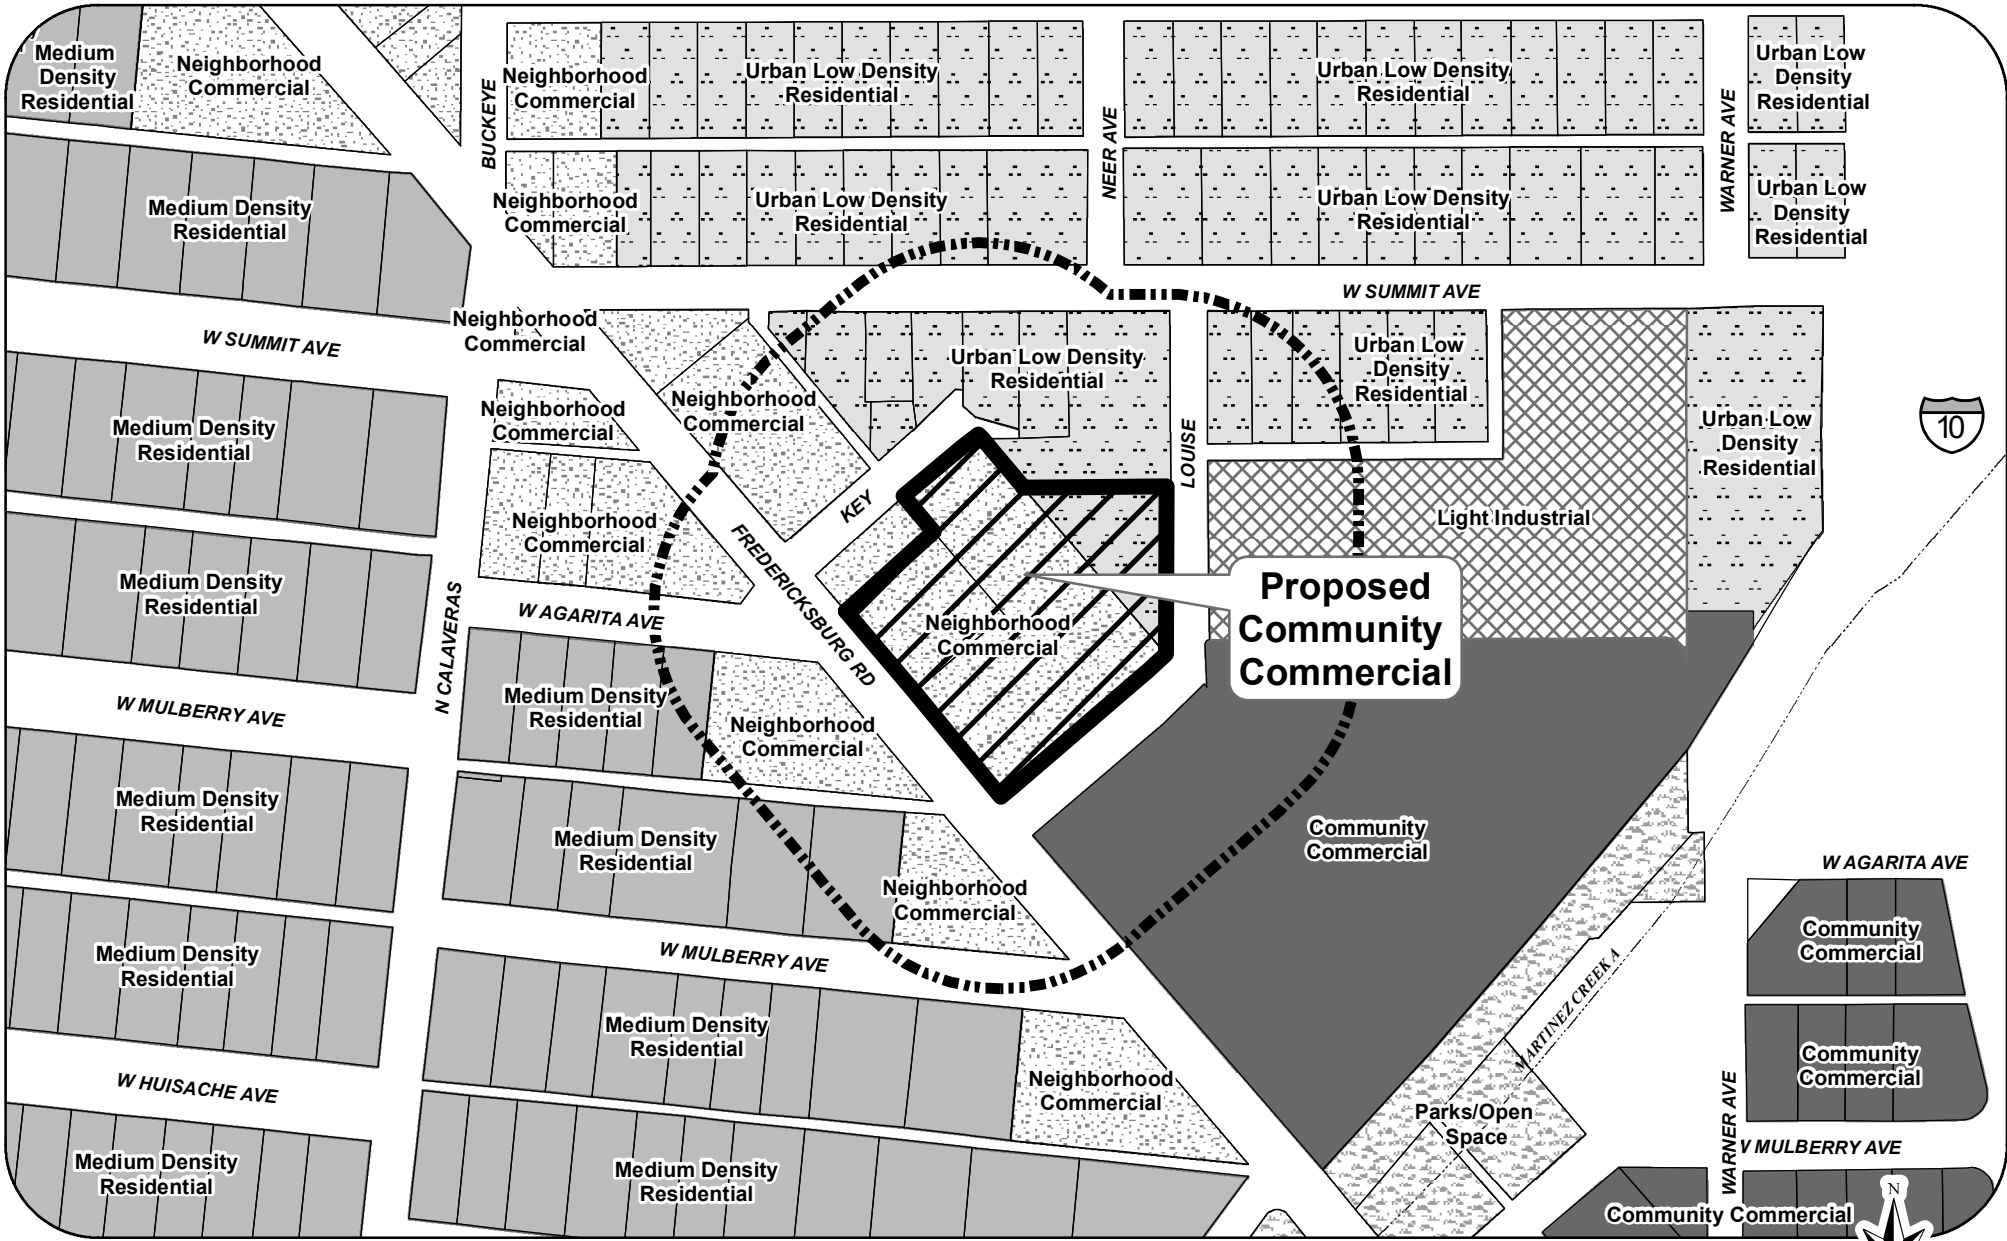 Medium
Density
Residential
Neighborhood
Commercial
BUCKEYE
Neighborhood
Commercial
Urban Low Density
Residential
NEER AVE
Urban Low Density
Residential
WARNER AVE
Urban Low
Density
Residential
Medium Density
Residential
Neighborhood
Commercial
Urban Low Density
Residential
Urban Low Density
Residential
Urban Low
Density
Residential
W SUMMIT AVE
W SUMMIT AVE
Neighborhood
Commercial
Urban Low Density
Residential
Urban Low
Density
Residential
Neighborhood
Commercial
Neighborhood
Commercial
Urban Low
Density
Residential
10
Medium Density
Residential
LOUISE
KEY
Neighborhood
Commercial
Light Industrial
FREDERICKSBURG RD
Medium Density
Residential
Proposed
Community
Commercial
N CALAVERAS
W AGARITA AVE
Neighborhood
Commercial
W MULBERRY AVE
Medium Density
Residential
Neighborhood
Commercial
Medium Density
Residential
Medium Density
Residential
Community
Commercial
W AGARITA AVE
Neighborhood
Commercial
Community
Commercial
Medium Density
Residential
W MULBERRY AVE
MARTINEZ CREEK A
Medium Density
Residential
Community
Commercial
W HUISACHE AVE
Neighborhood
Commercial
Parks/Open
Space
WARNER AVE
W MULBERRY AVE
Medium Density
Residential
Medium Density
Residential
Community Commercial
N